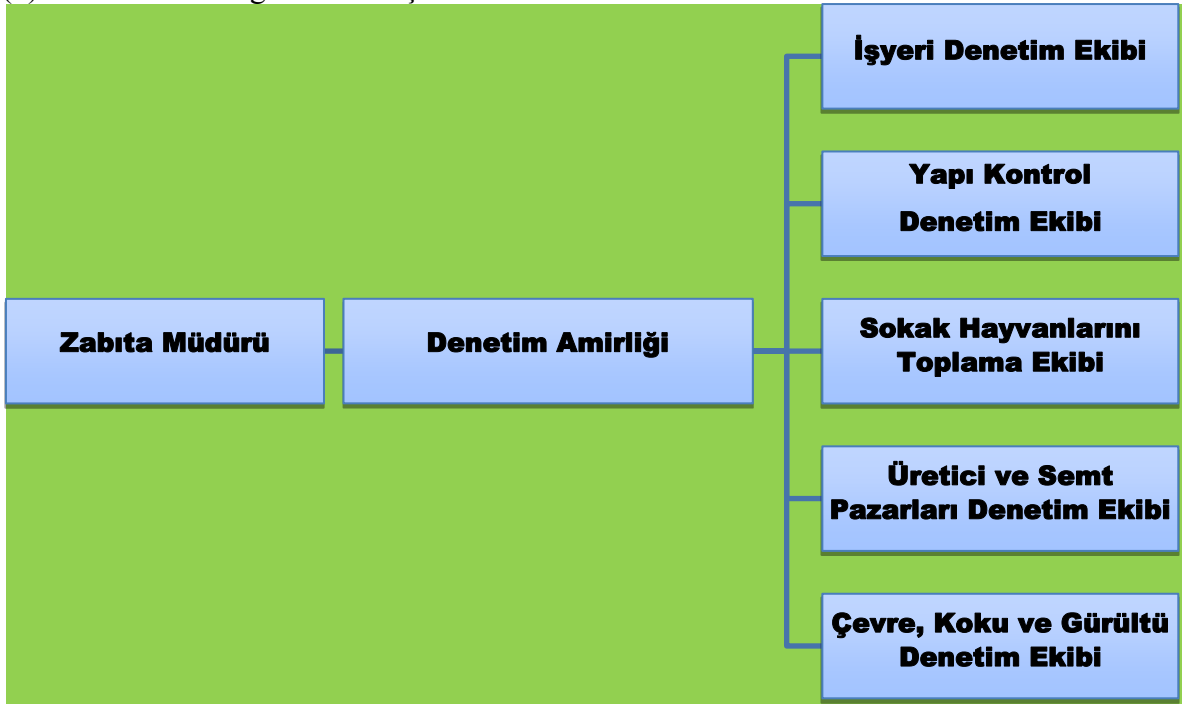 Zabıta Müdürü
Denetim Amirliği
İşyeri Denetim Ekibi
Yapı Kontrol
Denetim Ekibi
Sokak Hayvanlarını
Toplama Ekibi
Üretici ve Semt
Pazarları Denetim Ekibi
Çevre, Koku ve Gürültü
Denetim Ekibi